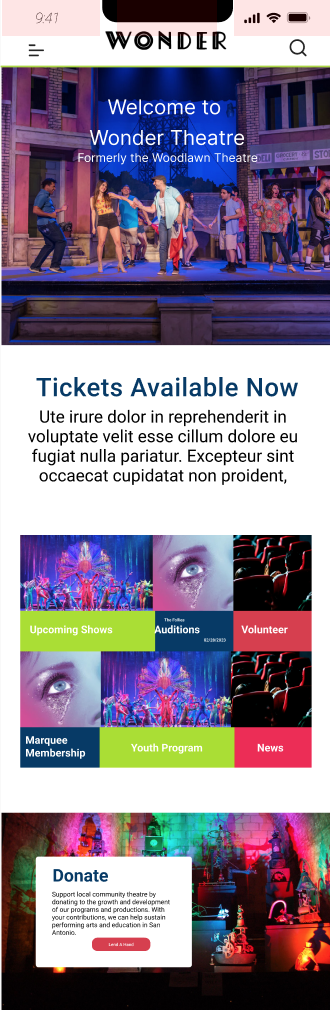 9:41
WONDER
Welcome to
Wonder Theatre
Formerly the Woodlawn Theatre
GROCERY
Tickets Available Now
Ute irure dolor in reprehenderit in
voluptate velit esse cillum dolore eu
fugiat nulla pariatur. Excepteur sint
occaecat cupidatat non proident,
Upcoming Shows
The Follies
Auditions
02/20/2023
Volunteer
Marquee
Membership
Youth Program
News
Donate
Support local community theatre by
donating to the growth and development
of our programs and productions. With
your contributions, we can help sustain
performing arts and education in San
Antonio.
Lend A Hand